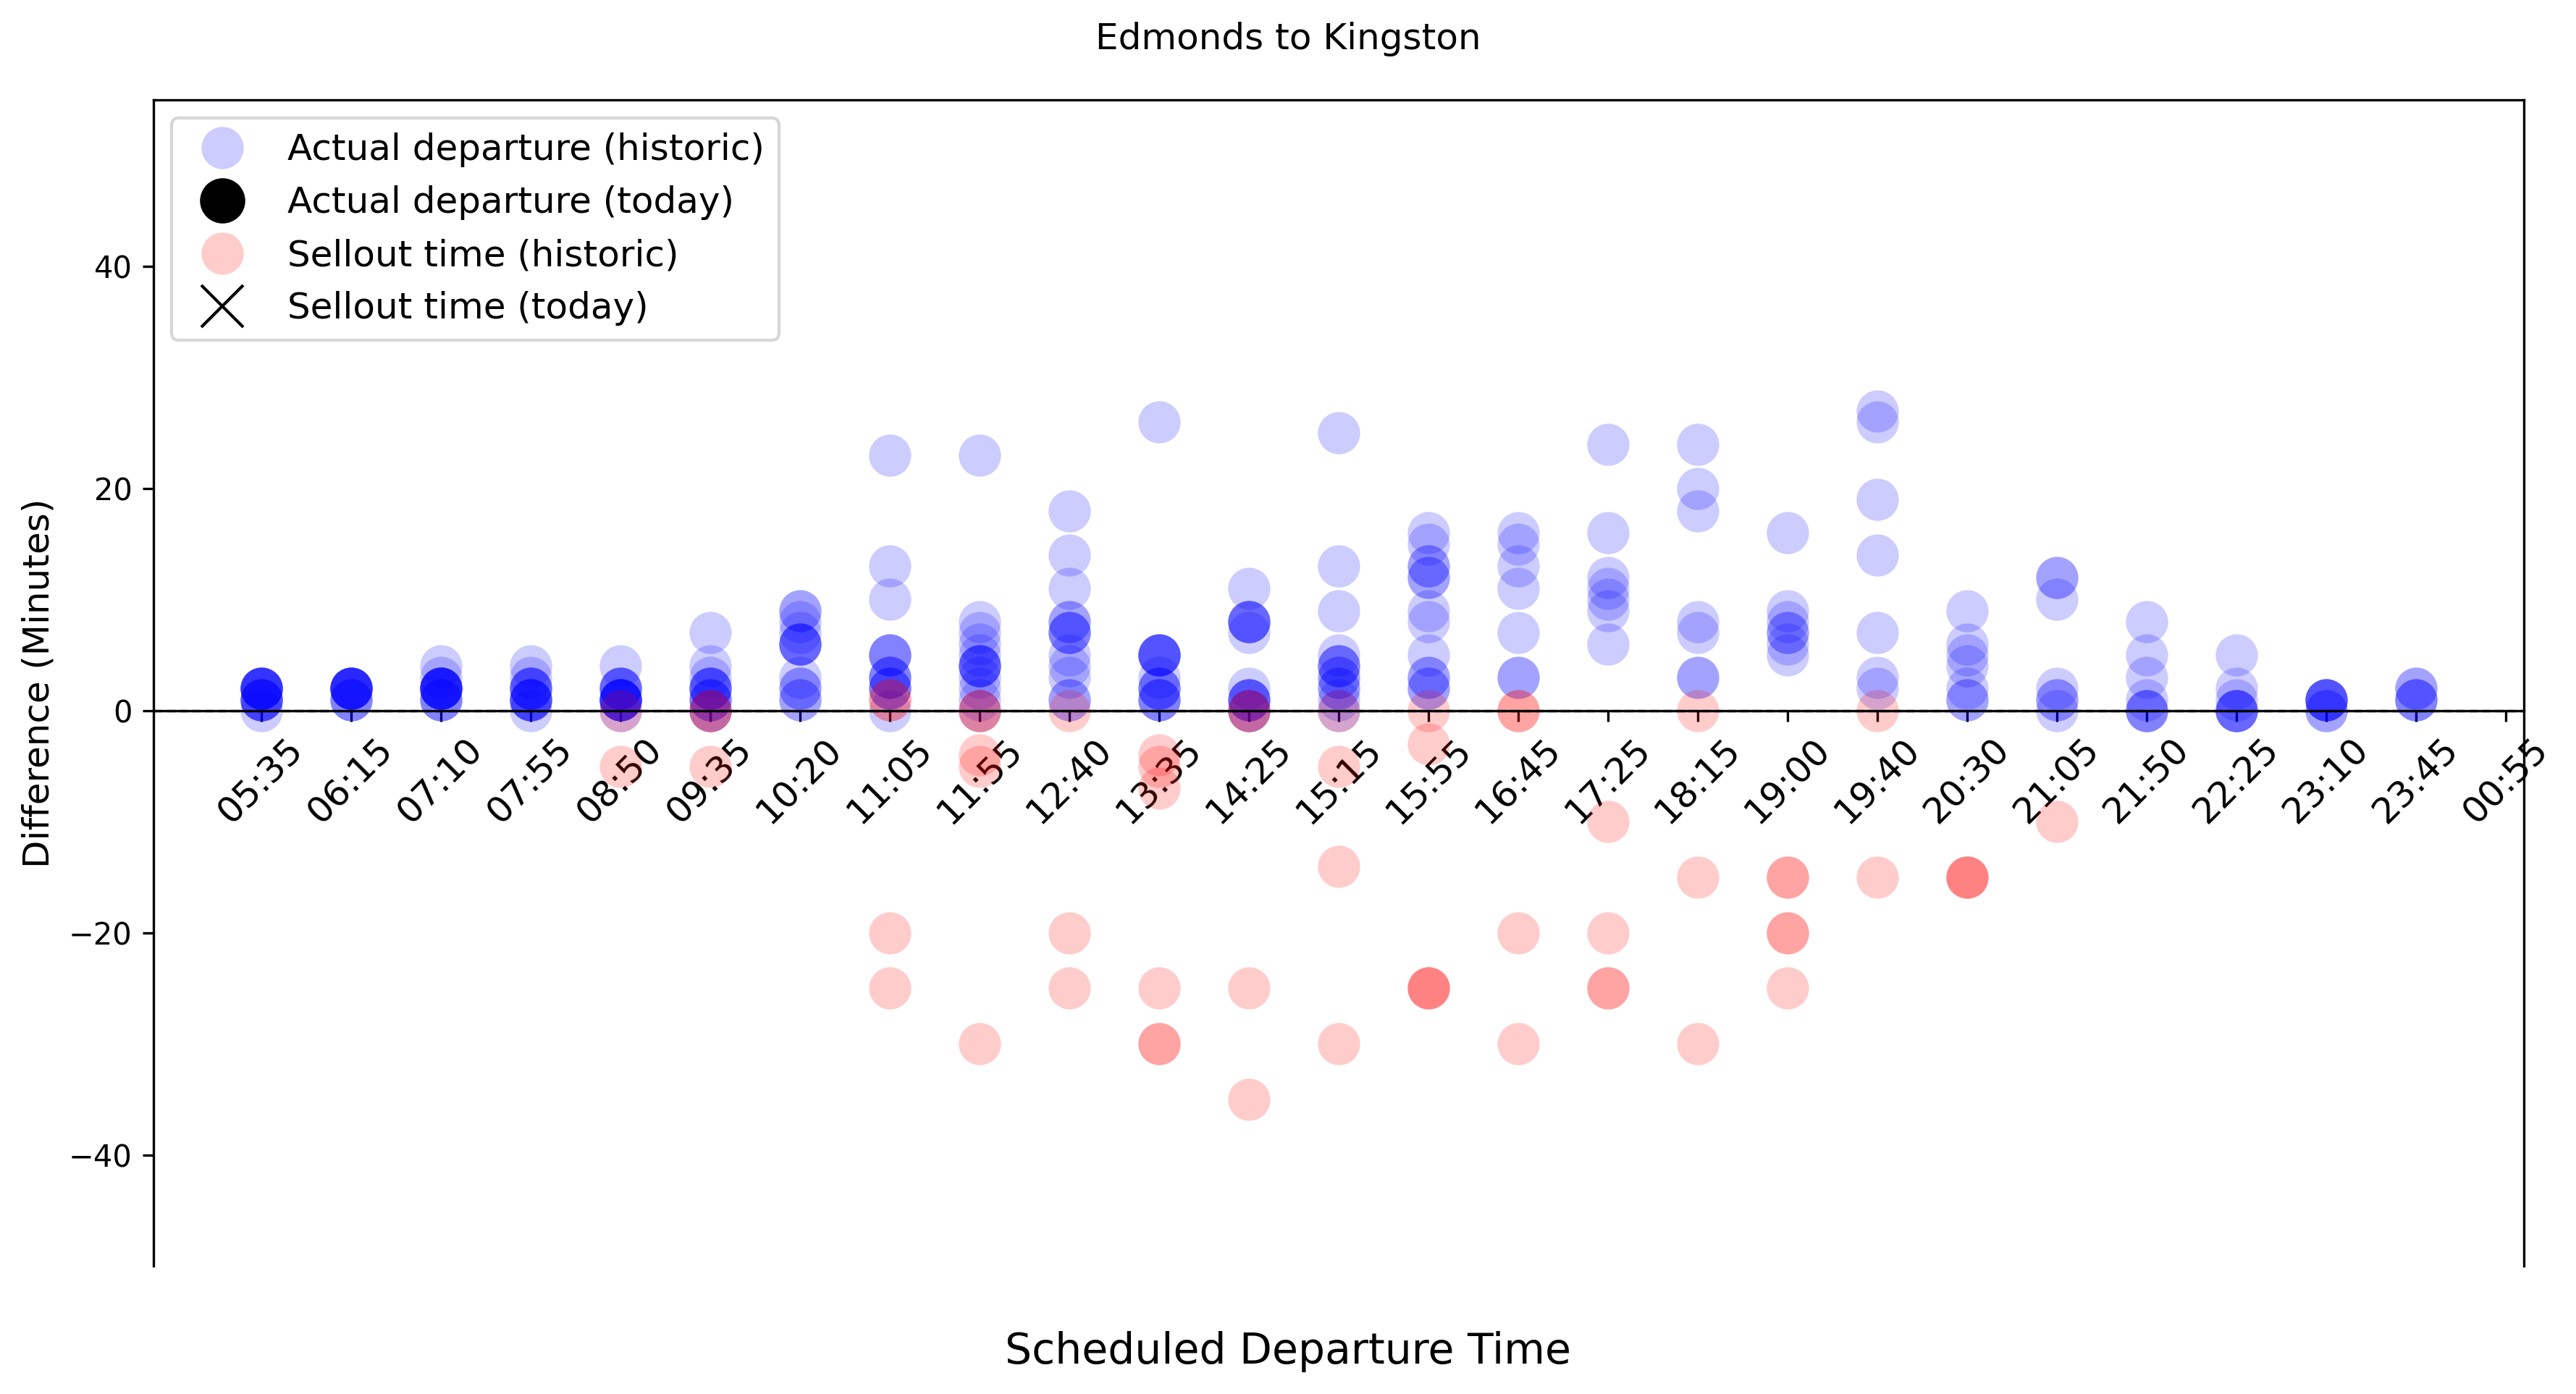 Edmonds to Kingston
Actual departure (historic)
Actual departure (today)
Sellout time (historic)
Sellout time (today)
Difference (Minutes)
40
20
0
−20
−40
05:35 06:15 07:10 07:55 08:50 09:35 10:20 11:05 11:55 12:40 13:35 14:25 15:15 15:55 16:45 17:25 18:15 19:00 19:40 20:30 21:05 21:50 22:25 23:10 23:45 00:55
Scheduled Departure Time